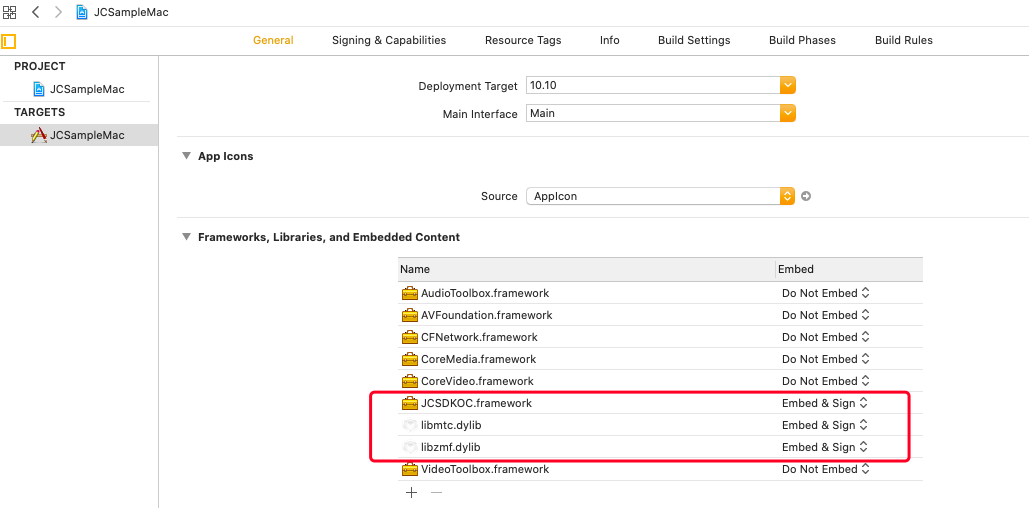 JCSampleMac
General Signing & Capabilities Resource Tags Info Build Settings Build Phases Build Rules
PROJECT
JCSampleMac
TARGETS
JCSampleMac
Deployment Target 10.10
Main Interface Main
App Icons
Source AppIcon
Frameworks, Libraries, and Embedded Content
Name Embed
AudioToolbox.framework Do Not Embed
AVFoundation.framework Do Not Embed
CFNetwork.framework Do Not Embed
CoreMedia.framework Do Not Embed
CoreVideo.framework Do Not Embed
JCSDKOC.framework Embed & Sign
libmtc.dylib Embed & Sign
libzmf.dylib Embed & Sign
VideoToolbox.framework Do Not Embed